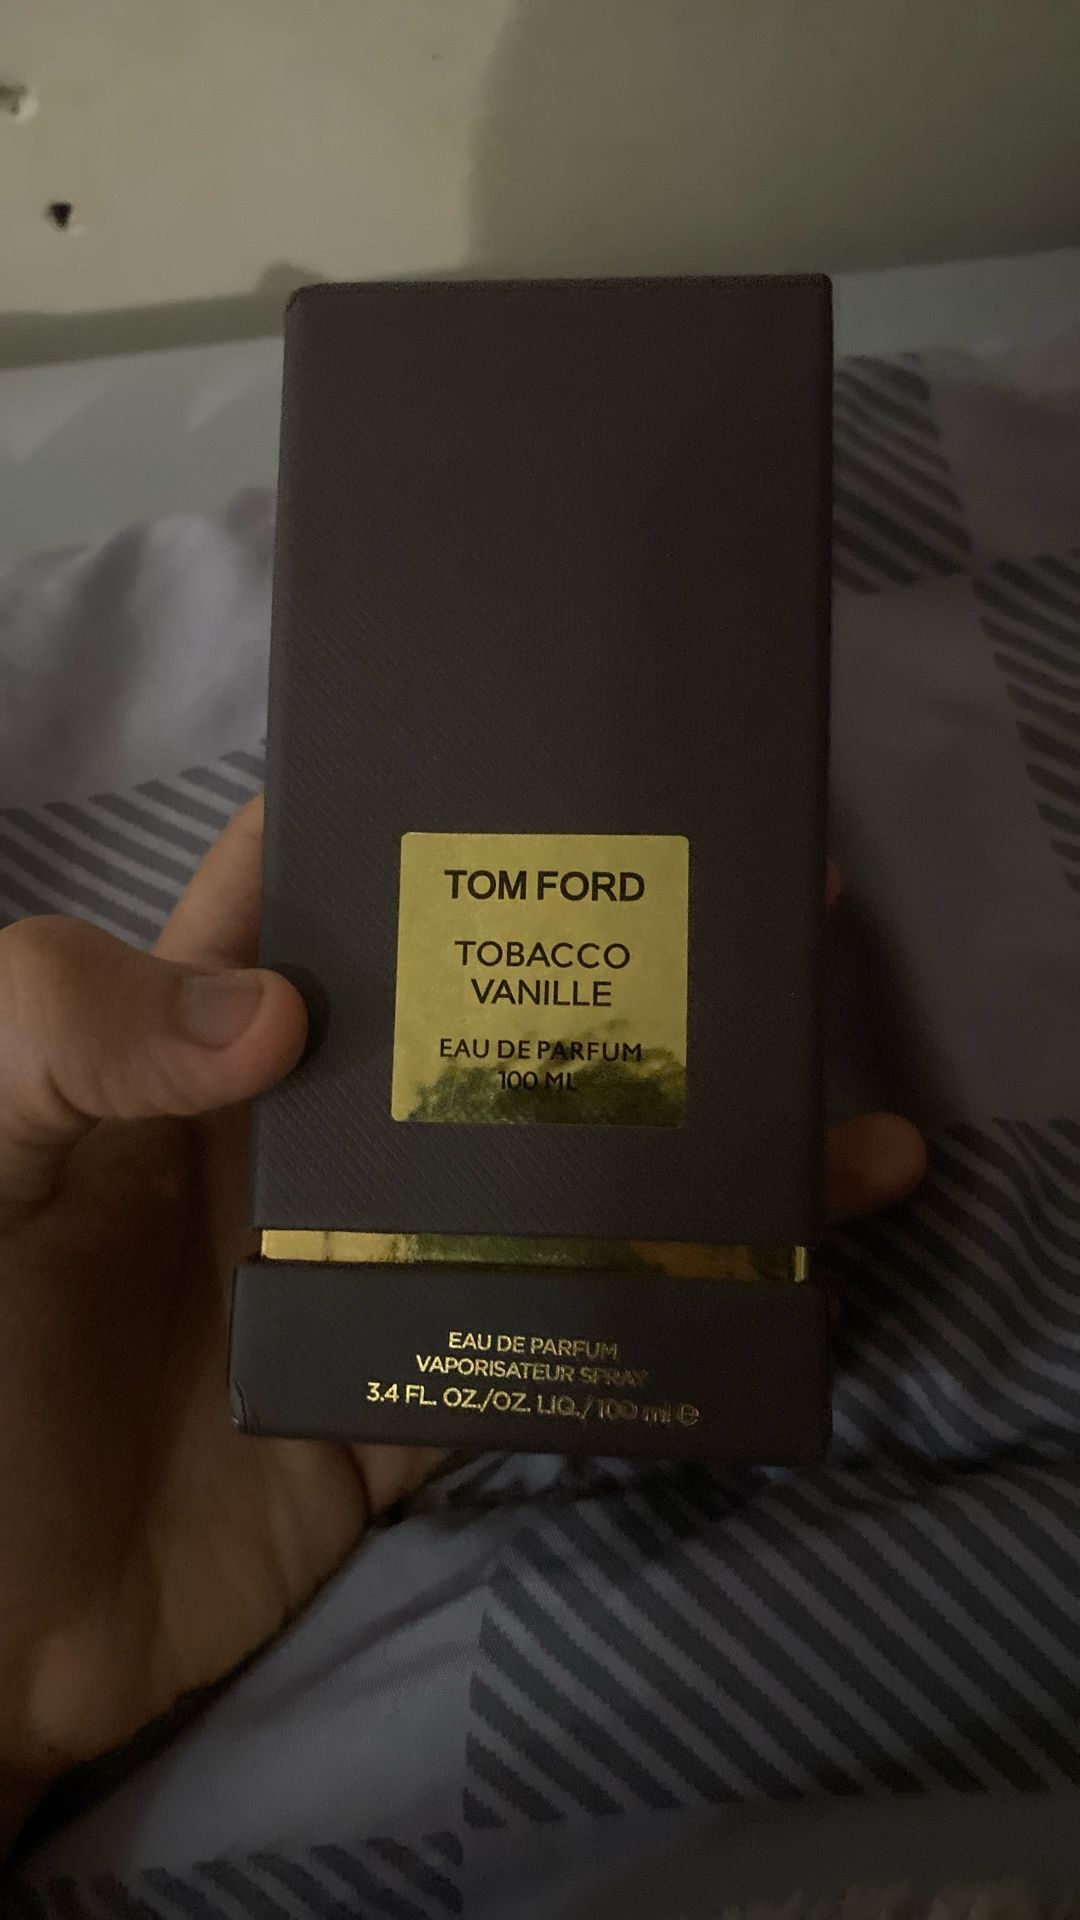 TOM FORD
TOBACCO
VANILLE
EAU DE PARFUM
100 ML
EAU DE PARFUM
VAPORISATEUR SPRAY
3.4 FL. OZ./OZ. LIQ./100 ml ℮